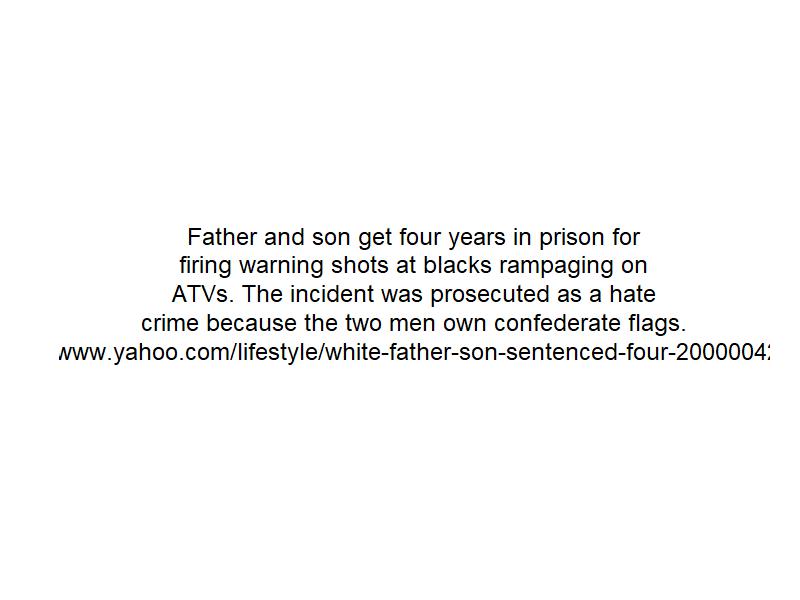 Father and son get four years in prison for
firing warning shots at blacks rampaging on
ATVs. The incident was prosecuted as a hate
crime because the two men own confederate flags.
www.yahoo.com/lifestyle/white-father-son-sentenced-four-20000042